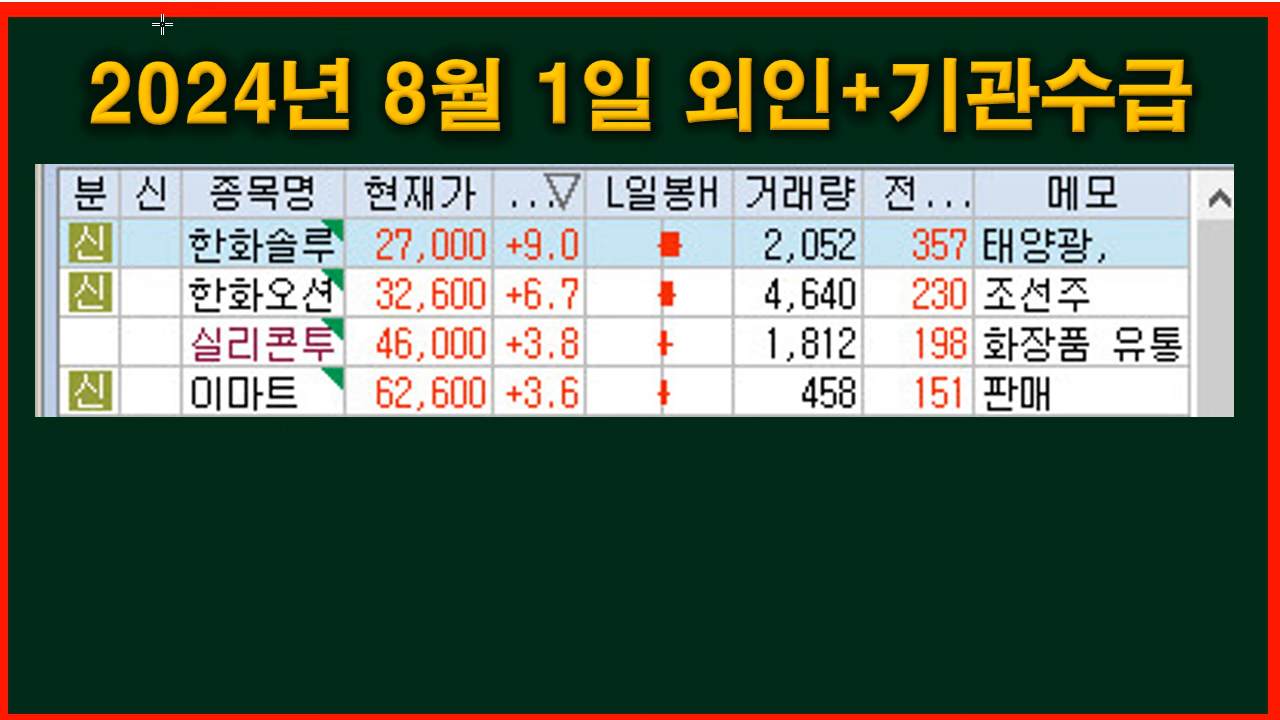 2024년 8월 1일 외인+기관수급
분 신 종목명 현재가 ...▽ L일봉H 거래량 전... 메모
신 한화솔루 27,000 +9.0 2,052 357 태양광,
신 한화오션 32,600 +6.7 4,640 230 조선주
실리콘투 46,000 +3.8 1,812 198 화장품 유통
신 이마트 62,600 +3.6 458 151 판매